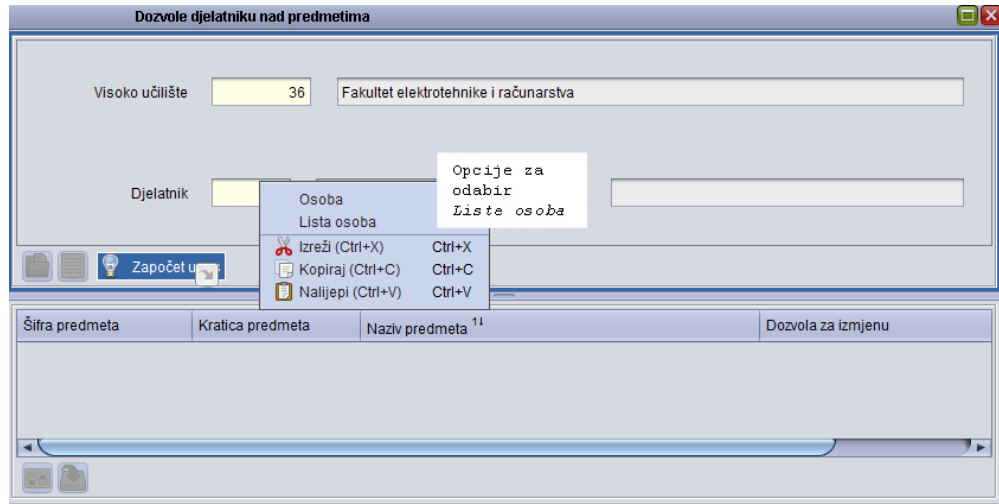 Dozvole djelatniku nad predmetima
Visoko učilište 36 Fakultet elektrotehnike i računarstva
Djelatnik
Opcije za
odabir
Liste osoba
Osoba
Lista osoba
Izreži (Ctrl+X) Ctrl+X
Kopiraj (Ctrl+C) Ctrl+C
Nalijepi (Ctrl+V) Ctrl+V
Započet
Šifra predmeta Kratica predmeta Naziv predmeta 1↓ Dozvola za izmjenu